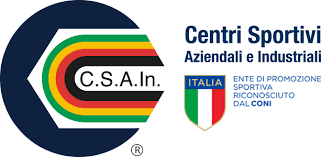 C.S.A.In.
®
Centri Sportivi
Aziendali e Industriali
ITALIA
ENTE DI PROMOZIONE
SPORTIVA
RICONOSCIUTO
DAL CONI